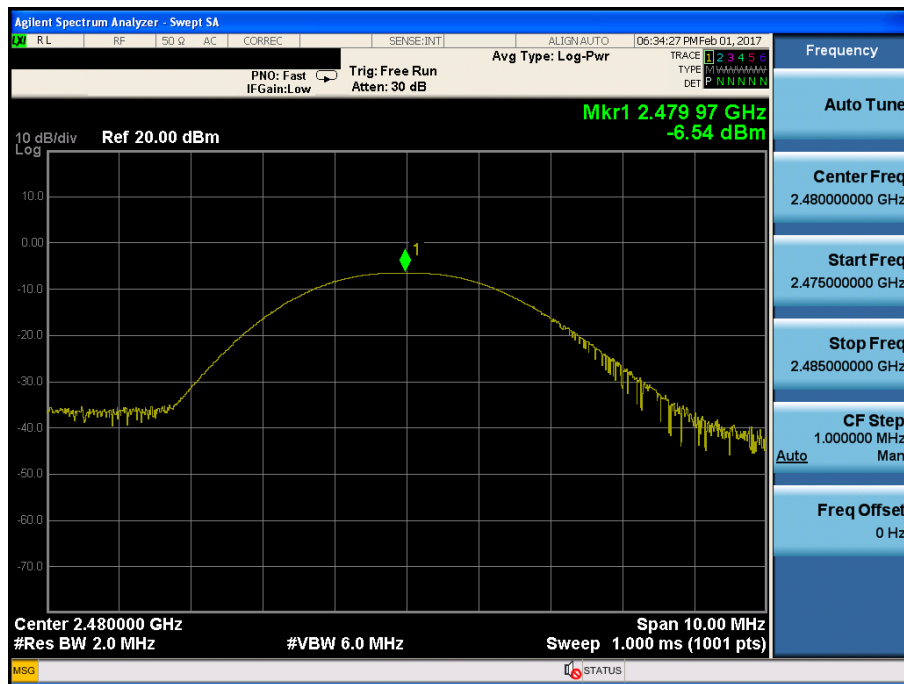 Agilent Spectrum Analyzer - Swept SA
LXI RL RF 50 Ω AC CORREC SENSE:INT ALIGN AUTO 06:34:27 PM Feb 01, 2017
PNO: Fast
IFGain:Low
Trig: Free Run
Atten: 30 dB
Avg Type: Log-Pwr
TRACE 1 2 3 4 5 6
TYPE M W W W W W
DET P N N N N N
Mkr1 2.479 97 GHz
-6.54 dBm
10 dB/div Ref 20.00 dBm
Log
10.0
0.00
-10.0
-20.0
-30.0
-40.0
-50.0
-60.0
-70.0
1
Center 2.480000 GHz Span 10.00 MHz
#Res BW 2.0 MHz #VBW 6.0 MHz Sweep 1.000 ms (1001 pts)
MSG STATUS
Frequency
Auto Tune
Center Freq
2.480000000 GHz
Start Freq
2.475000000 GHz
Stop Freq
2.485000000 GHz
CF Step
1.000000 MHz
Auto Man
Freq Offset
0 Hz